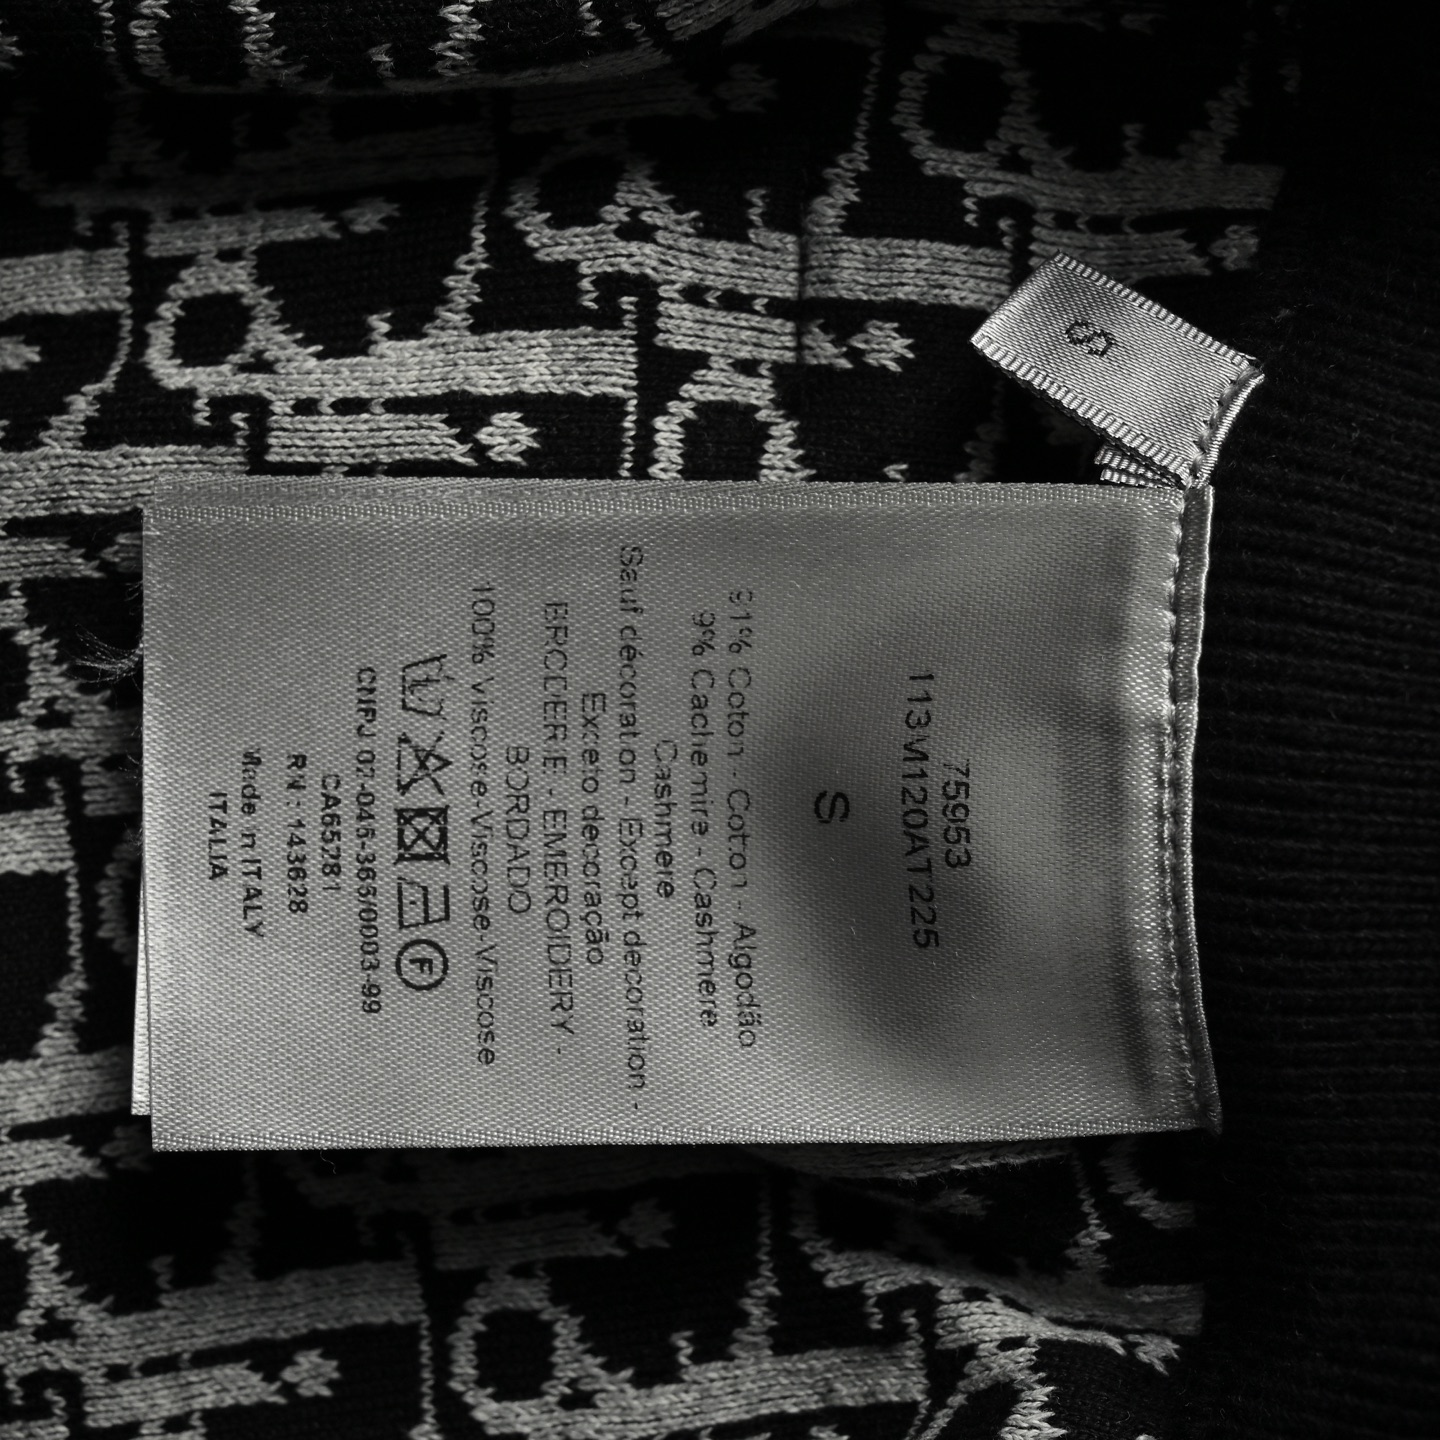 S
75953
113M120AT225
S
91% Coton - Cotton - Algodão
9% Cachemire - Cashmere
Cashmere
Sauf décoration - Except decoration -
Exceto decoração
BRODERIE - EMBROIDERY -
BORDADO
100% Viscose-Viscose-Viscose
F
CNPJ 07-045-365/0003-99
CA65281
RN: 143628
Made in ITALY
ITALIA